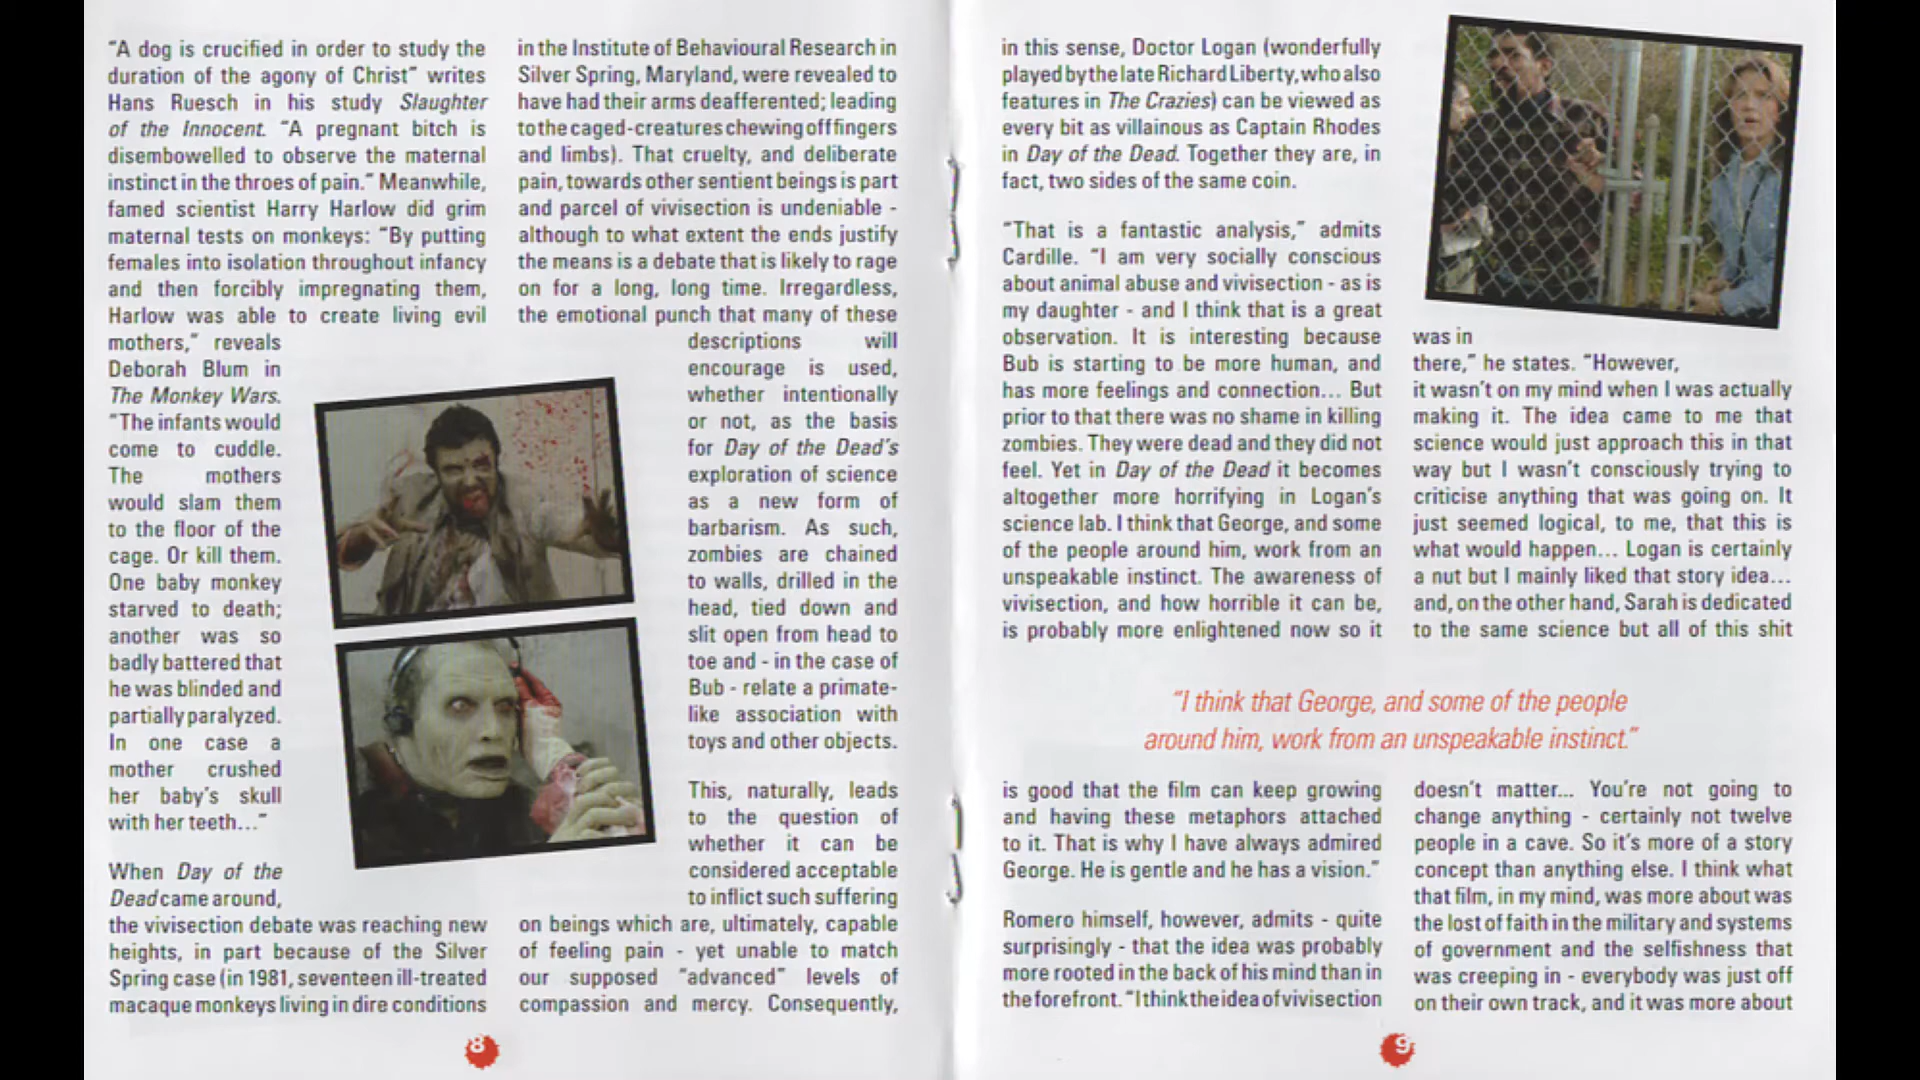 "A dog is crucified in order to study the
duration of the agony of Christ" writes
Hans Ruesch in his study Slaughter
of the Innocent. "A pregnant bitch is
disembowelled to observe the maternal
instinct in the throes of pain." Meanwhile,
famed scientist Harry Harlow did grim
maternal tests on monkeys: "By putting
females into isolation throughout infancy
and then forcibly impregnating them,
Harlow was able to create living evil
mothers," reveals
Deborah Blum in
The Monkey Wars.
"The infants would
come to cuddle.
The mothers
would slam them
to the floor of the
cage. Or kill them.
One baby monkey
starved to death;
another was so
badly battered that
he was blinded and
partially paralyzed.
In one case a
mother crushed
her baby's skull
with her teeth..."
When Day of the
Dead came around,
the vivisection debate was reaching new
heights, in part because of the Silver
Spring case (in 1981, seventeen ill-treated
macaque monkeys living in dire conditions
in the Institute of Behavioural Research in
Silver Spring, Maryland, were revealed to
have had their arms deafferented; leading
to the caged-creatures chewing off fingers
and limbs). That cruelty, and deliberate
pain, towards other sentient beings is part
and parcel of vivisection is undeniable -
although to what extent the ends justify
the means is a debate that is likely to rage
on for a long, long time. Irregardless,
the emotional punch that many of these
descriptions will
encourage is used,
whether intentionally
or not, as the basis
for Day of the Dead's
exploration of science
as a new form of
barbarism. As such,
zombies are chained
to walls, drilled in the
head, tied down and
slit open from head to
toe and - in the case of
Bub - relate a primate-
like association with
toys and other objects.
This, naturally, leads
to the question of
whether it can be
considered acceptable
to inflict such suffering
on beings which are, ultimately, capable
of feeling pain - yet unable to match
our supposed "advanced" levels of
compassion and mercy. Consequently,
8
in this sense, Doctor Logan (wonderfully
played by the late Richard Liberty, who also
features in The Crazies) can be viewed as
every bit as villainous as Captain Rhodes
in Day of the Dead. Together they are, in
fact, two sides of the same coin.
"That is a fantastic analysis," admits
Cardille. "I am very socially conscious
about animal abuse and vivisection - as is
my daughter - and I think that is a great
observation. It is interesting because
Bub is starting to be more human, and
has more feelings and connection... But
prior to that there was no shame in killing
zombies. They were dead and they did not
feel. Yet in Day of the Dead it becomes
altogether more horrifying in Logan's
science lab. I think that George, and some
of the people around him, work from an
unspeakable instinct. The awareness of
vivisection, and how horrible it can be,
is probably more enlightened now so it
is good that the film can keep growing
and having these metaphors attached
to it. That is why I have always admired
George. He is gentle and he has a vision."
Romero himself, however, admits - quite
surprisingly - that the idea was probably
more rooted in the back of his mind than in
the forefront. "I think the idea of vivisection
was in
there," he states. "However,
it wasn't on my mind when I was actually
making it. The idea came to me that
science would just approach this in that
way but I wasn't consciously trying to
criticise anything that was going on. It
just seemed logical, to me, that this is
what would happen... Logan is certainly
a nut but I mainly liked that story idea...
and, on the other hand, Sarah is dedicated
to the same science but all of this shit
doesn't matter... You're not going to
change anything - certainly not twelve
people in a cave. So it's more of a story
concept than anything else. I think what
that film, in my mind, was more about was
the lost of faith in the military and systems
of government and the selfishness that
was creeping in - everybody was just off
on their own track, and it was more about
"I think that George, and some of the people
around him, work from an unspeakable instinct."
9